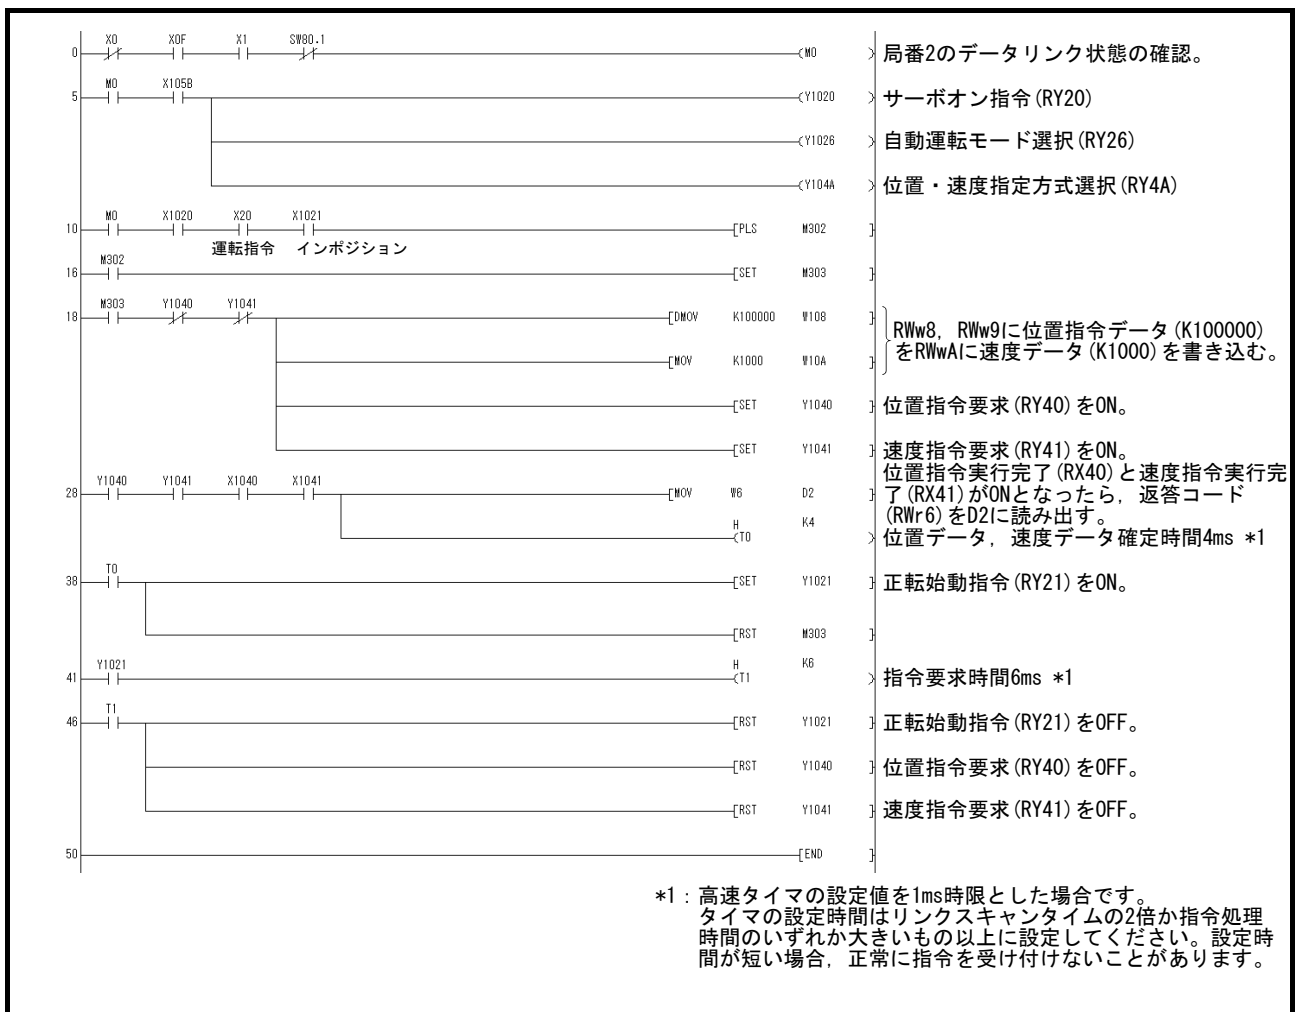 X0 X0F X1 SW80.1
0 (M0 ) 局番2のデータリンク状態の確認。
M0 X105B
5 (Y1020 ) サーボオン指令(RY20)
(Y1026 ) 自動運転モード選択(RY26)
(Y104A ) 位置・速度指定方式選択(RY4A)
M0 X1020 X20 X1021
10 [PLS M302 ]
運転指令 インポジション
M302
16 [SET M303 ]
M303 Y1040 Y1041
18 [DMOV K100000 W108 ]
RWw8, RWw9に位置指令データ(K100000)
をRWwAに速度データ(K1000)を書き込む。
[MOV K1000 W10A ]
[SET Y1040 ] 位置指令要求(RY40)をON。
[SET Y1041 ] 速度指令要求(RY41)をON。
Y1040 Y1041 X1040 X1041
28 [MOV W6 D2 ]
位置指令実行完了(RX40)と速度指令実行完
了(RX41)がONとなったら, 返答コード
(RWr6)をD2に読み出す。
H K4
(T0 ) 位置データ, 速度データ確定時間4ms *1
T0
38 [SET Y1021 ] 正転始動指令(RY21)をON。
[RST M303 ]
Y1021 H K6
41 (T1 ) 指令要求時間6ms *1
T1
46 [RST Y1021 ] 正転始動指令(RY21)をOFF。
[RST Y1040 ] 位置指令要求(RY40)をOFF。
[RST Y1041 ] 速度指令要求(RY41)をOFF。
50 [END ]
*1：高速タイマの設定値を1ms時限とした場合です。
タイマの設定時間はリンクスキャンタイムの2倍か指令処理
時間のいずれか大きいもの以上に設定してください。設定時
間が短い場合, 正常に指令を受け付けないことがあります。